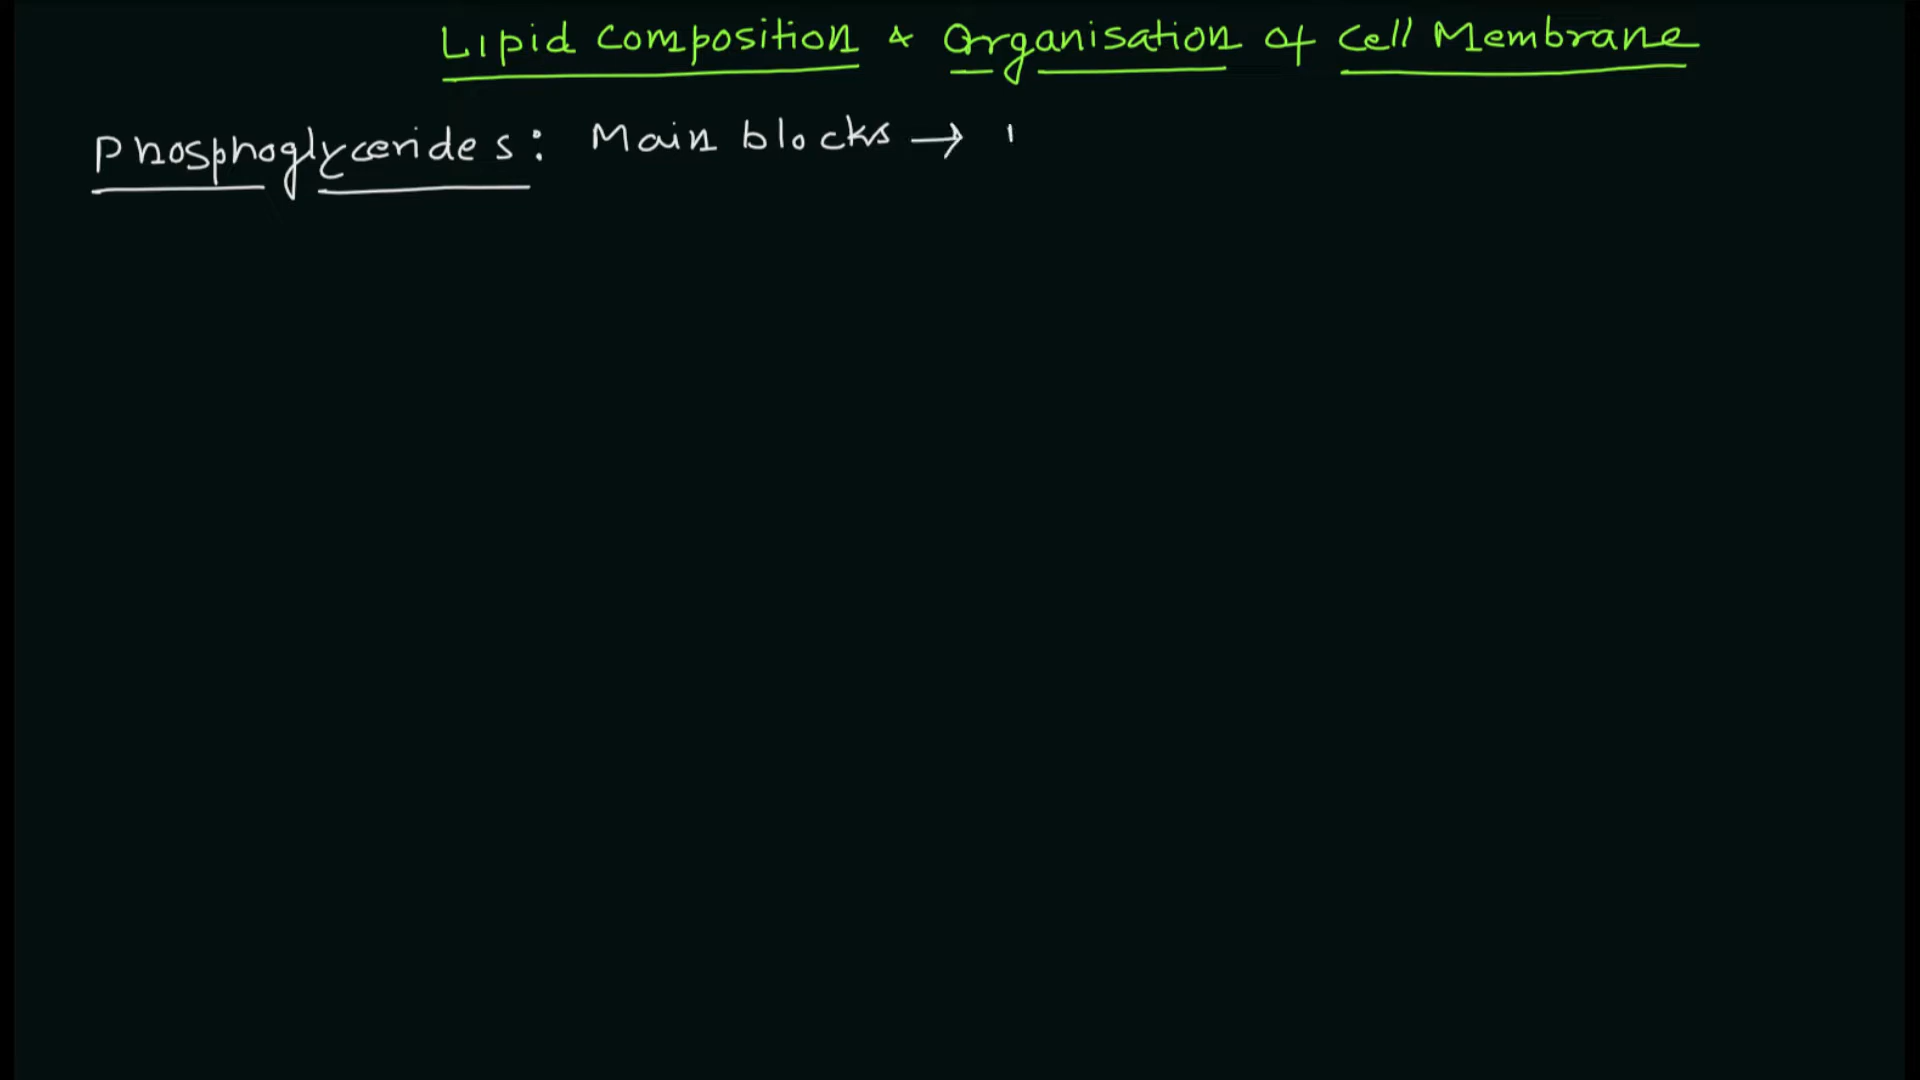 Lipid Composition & Organisation of Cell Membrane
Phosphoglycerides: Main blocks →